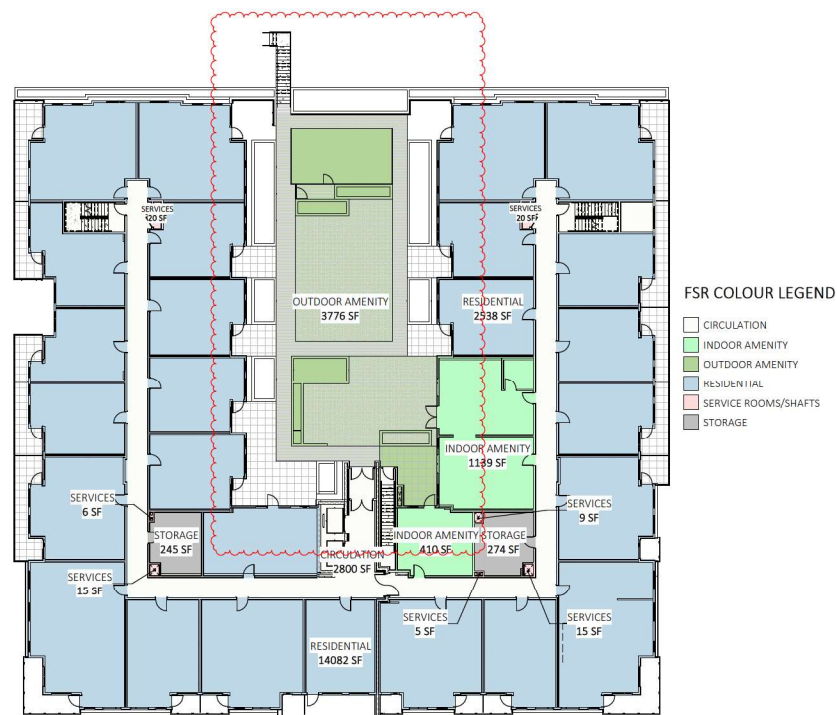 SERVICES
20 SF
SERVICES
20 SF
OUTDOOR AMENITY
3776 SF
RESIDENTIAL
2538 SF
FSR COLOUR LEGEND
CIRCULATION
INDOOR AMENITY
OUTDOOR AMENITY
RESIDENTIAL
SERVICE ROOMS/SHAFTS
STORAGE
INDOOR AMENITY
1139 SF
SERVICES
6 SF
SERVICES
9 SF
STORAGE
245 SF
CIRCULATION
2800 SF
INDOOR AMENITY
410 SF
STORAGE
274 SF
SERVICES
15 SF
SERVICES
5 SF
SERVICES
15 SF
RESIDENTIAL
14082 SF